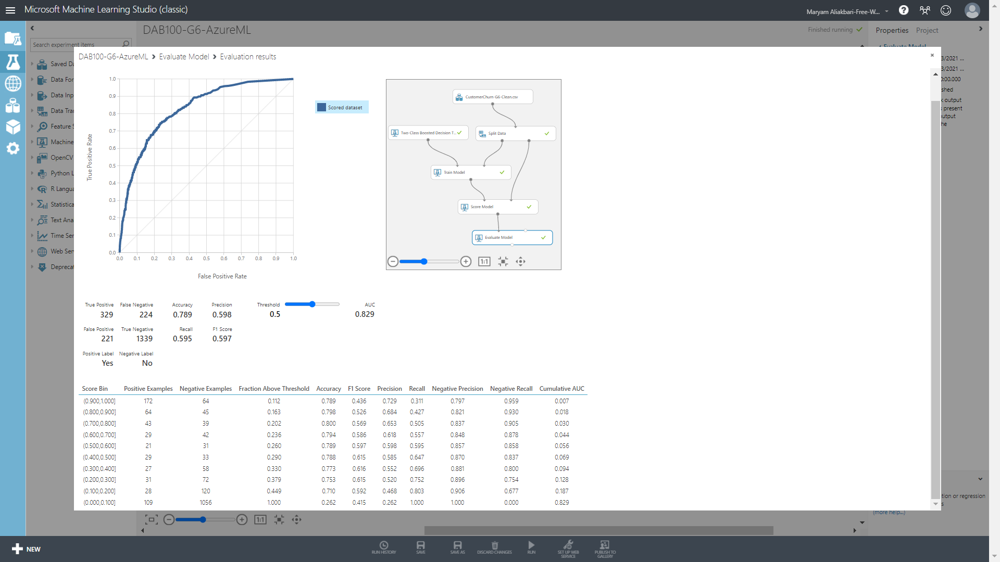 Microsoft Machine Learning Studio (classic)
Maryam Aliakbari-Free-W...
?
DAB100-G6-AzureML
Finished running
Properties Project
Search experiment items
Saved Da
Data For
Data Inp
Data Tra
Feature S
Machine
OpenCV
Python L
R Langua
Statistica
Text Ana
Time Ser
Web Serv
Deprecat
DAB100-G6-AzureML > Evaluate Model > Evaluation results
×
Evaluate Model
3/2021 ...
3/2021 ...
0:00.000
shed
k output
s present
utput
he
1.0
0.9
0.8
0.7
0.6
0.5
0.4
0.3
0.2
0.1
0.0
True Positive Rate
0.0 0.1 0.2 0.3 0.4 0.5 0.6 0.7 0.8 0.9 1.0
False Positive Rate
Scored dataset
CustomerChurn-G6-Clean.csv
Two-Class Boosted Decision T...
Split Data
Train Model
Score Model
Evaluate Model
1:1
True Positive False Negative Accuracy Precision Threshold AUC
329 224 0.789 0.598 0.5 0.829
False Positive True Negative Recall F1 Score
221 1339 0.595 0.597
Positive Label Negative Label
Yes No
Score Bin Positive Examples Negative Examples Fraction Above Threshold Accuracy F1 Score Precision Recall Negative Precision Negative Recall Cumulative AUC
(0.900,1.000] 172 64 0.112 0.789 0.436 0.729 0.311 0.797 0.959 0.007
(0.800,0.900] 64 45 0.163 0.798 0.526 0.684 0.427 0.821 0.930 0.018
(0.700,0.800] 43 39 0.202 0.800 0.569 0.653 0.505 0.837 0.905 0.030
(0.600,0.700] 29 42 0.236 0.794 0.586 0.618 0.557 0.848 0.878 0.044
(0.500,0.600] 21 31 0.260 0.789 0.597 0.598 0.595 0.857 0.858 0.056
(0.400,0.500] 29 33 0.290 0.788 0.615 0.585 0.647 0.870 0.837 0.069
(0.300,0.400] 27 58 0.330 0.773 0.616 0.552 0.696 0.881 0.800 0.094
(0.200,0.300] 31 72 0.379 0.753 0.615 0.520 0.752 0.896 0.754 0.128
(0.100,0.200] 28 120 0.449 0.710 0.592 0.468 0.803 0.906 0.677 0.187
(0.000,0.100] 109 1056 1.000 0.262 0.415 0.262 1.000 1.000 0.000 0.829
tion or regression
s
(more help...)
1:1
NEW
RUN HISTORY
SAVE
SAVE AS
DISCARD CHANGES
RUN
SET UP WEB
SERVICE
PUBLISH TO
GALLERY